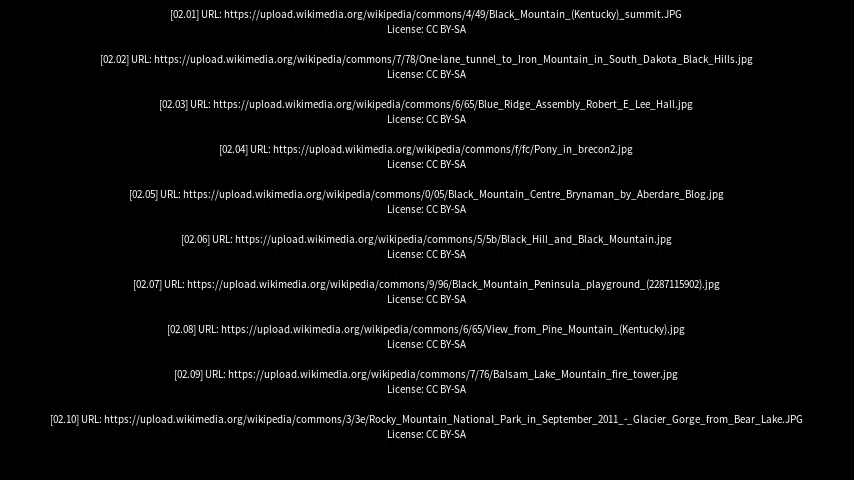 [02.01] URL: https://upload.wikimedia.org/wikipedia/commons/4/49/Black_Mountain_(Kentucky)_summit.JPG
License: CC BY-SA
[02.02] URL: https://upload.wikimedia.org/wikipedia/commons/7/78/One-lane_tunnel_to_Iron_Mountain_in_South_Dakota_Black_Hills.jpg
License: CC BY-SA
[02.03] URL: https://upload.wikimedia.org/wikipedia/commons/6/65/Blue_Ridge_Assembly_Robert_E_Lee_Hall.jpg
License: CC BY-SA
[02.04] URL: https://upload.wikimedia.org/wikipedia/commons/f/fc/Pony_in_brecon2.jpg
License: CC BY-SA
[02.05] URL: https://upload.wikimedia.org/wikipedia/commons/0/05/Black_Mountain_Centre_Brynaman_by_Aberdare_Blog.jpg
License: CC BY-SA
[02.06] URL: https://upload.wikimedia.org/wikipedia/commons/5/5b/Black_Hill_and_Black_Mountain.jpg
License: CC BY-SA
[02.07] URL: https://upload.wikimedia.org/wikipedia/commons/9/96/Black_Mountain_Peninsula_playground_(2287115902).jpg
License: CC BY-SA
[02.08] URL: https://upload.wikimedia.org/wikipedia/commons/6/65/View_from_Pine_Mountain_(Kentucky).jpg
License: CC BY-SA
[02.09] URL: https://upload.wikimedia.org/wikipedia/commons/7/76/Balsam_Lake_Mountain_fire_tower.jpg
License: CC BY-SA
[02.10] URL: https://upload.wikimedia.org/wikipedia/commons/3/3e/Rocky_Mountain_National_Park_in_September_2011_-_Glacier_Gorge_from_Bear_Lake.JPG
License: CC BY-SA